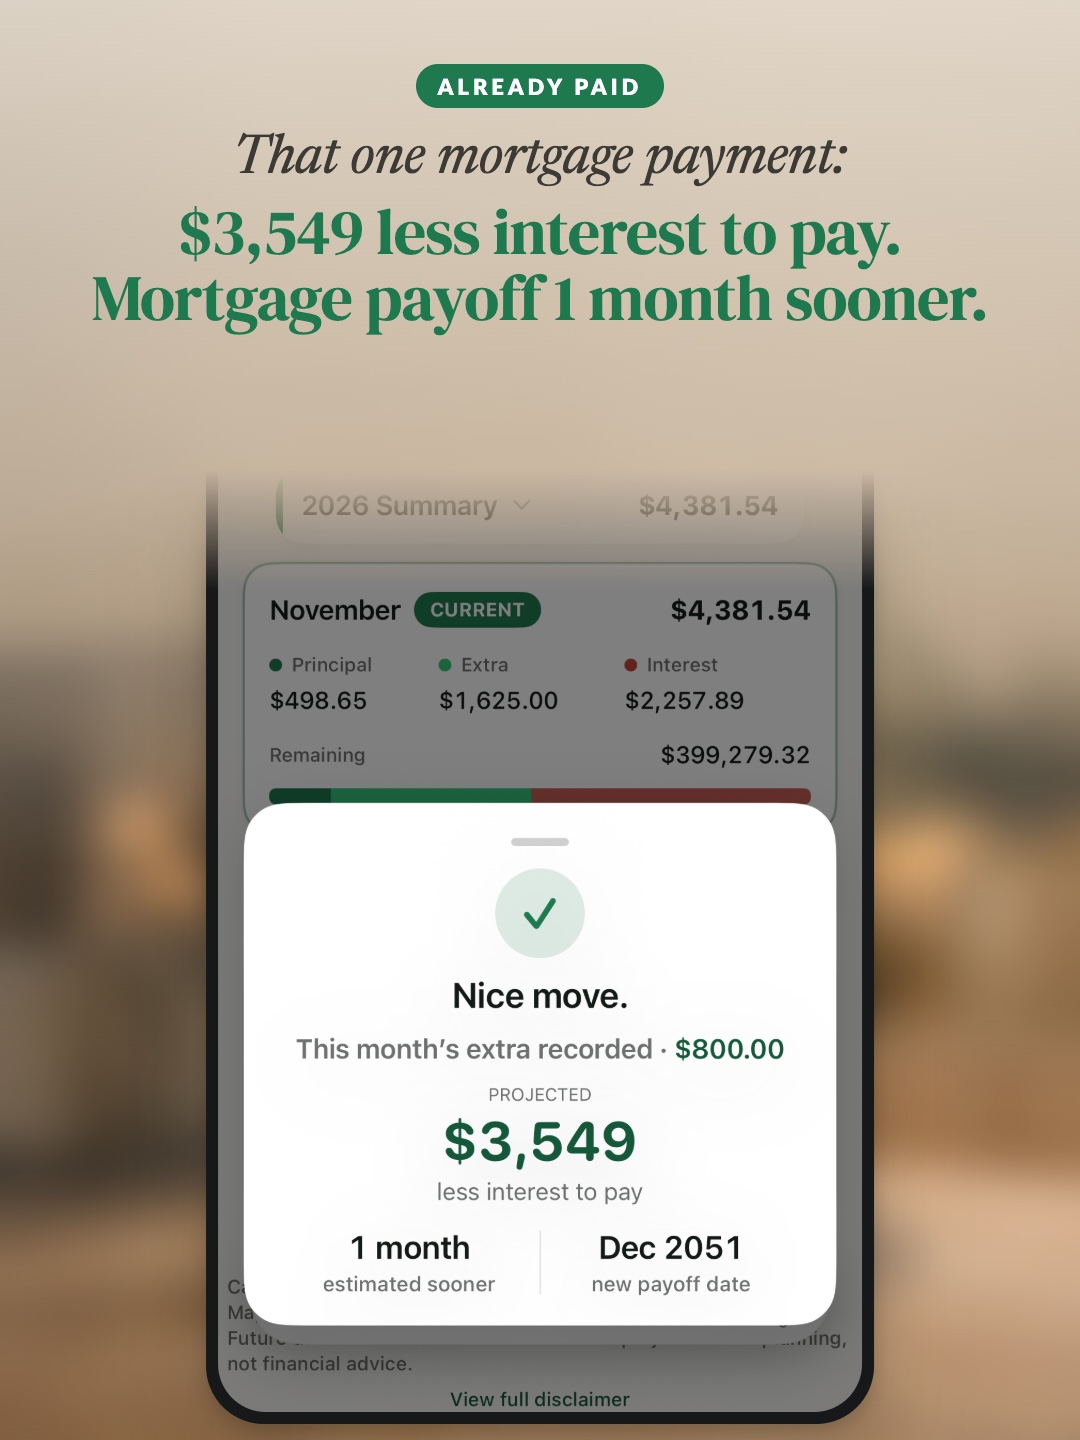 ALREADY PAID
That one mortgage payment:
$3,549 less interest to pay.
Mortgage payoff 1 month sooner.
2026 Summary $4,381.54
November CURRENT $4,381.54
Principal Extra Interest
$498.65 $1,625.00 $2,257.89
Remaining $399,279.32
Nice move.
This month's extra recorded · $800.00
PROJECTED
$3,549
less interest to pay
1 month Dec 2051
estimated sooner new payoff date
not financial advice.
View full disclaimer